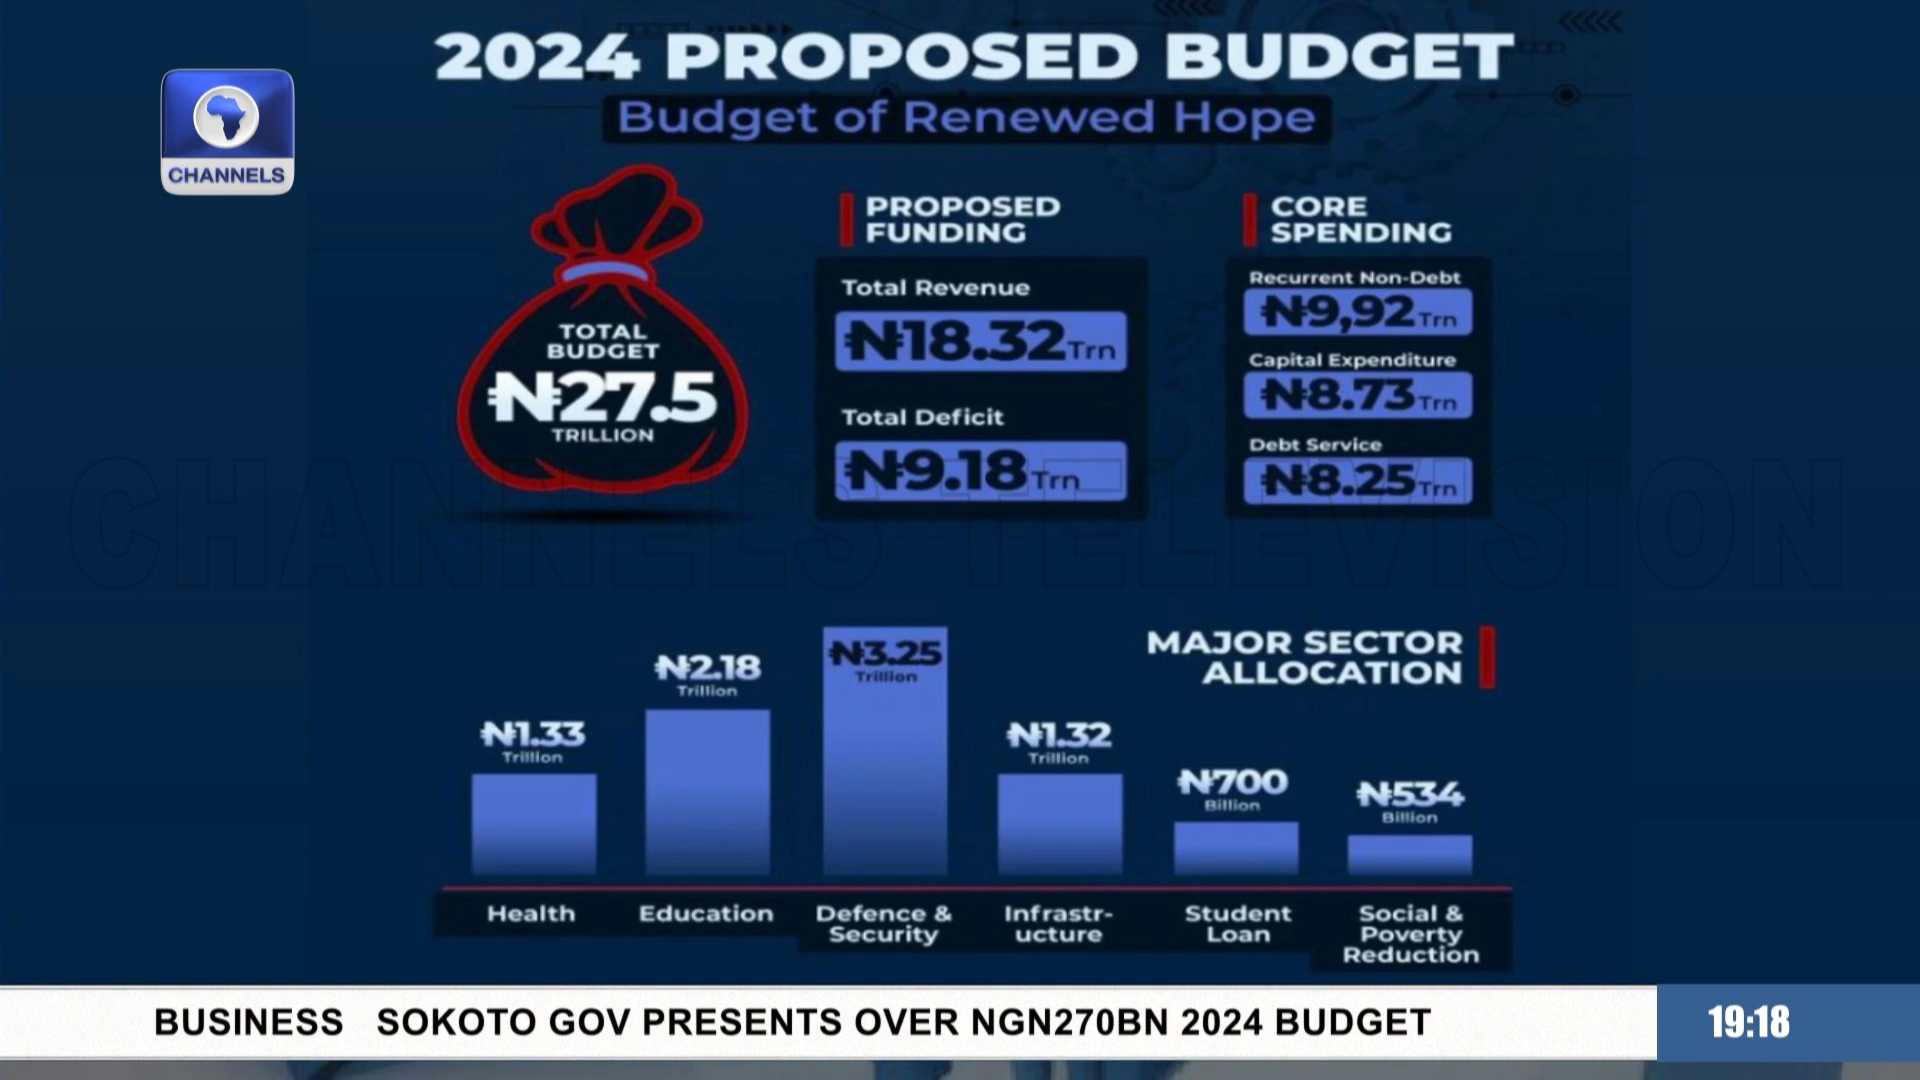 2024 PROPOSED BUDGET
Budget of Renewed Hope
CHANNELS
TOTAL
BUDGET
₦27.5
TRILLION
PROPOSED
FUNDING
Total Revenue
₦18.32Trn
Total Deficit
₦9.18Trn
CORE
SPENDING
Recurrent Non-Debt
₦9,92Trn
Capital Expenditure
₦8.73Trn
Debt Service
₦8.25Trn
CHANNELS TELEVISION
MAJOR SECTOR
ALLOCATION
₦1.33
Trillion
₦2.18
Trillion
₦3.25
Trillion
₦1.32
Trillion
₦700
Billion
₦534
Billion
Health
Education
Defence &
Security
Infrastr-
ucture
Student
Loan
Social &
Poverty
Reduction
BUSINESS SOKOTO GOV PRESENTS OVER NGN270BN 2024 BUDGET
19:18